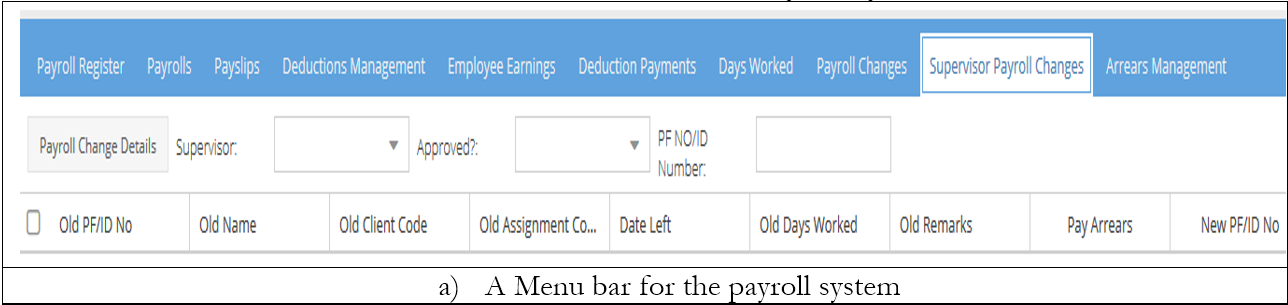 Payroll Register Payrolls Payslips Deductions Management Employee Earnings Deduction Payments Days Worked Payroll Changes Supervisor Payroll Changes Arrears Management
Payroll Change Details Supervisor: Approved?: PF NO/ID
Number:
Old PF/ID No Old Name Old Client Code Old Assignment Co... Date Left Old Days Worked Old Remarks Pay Arrears New PF/ID No
a) A Menu bar for the payroll system